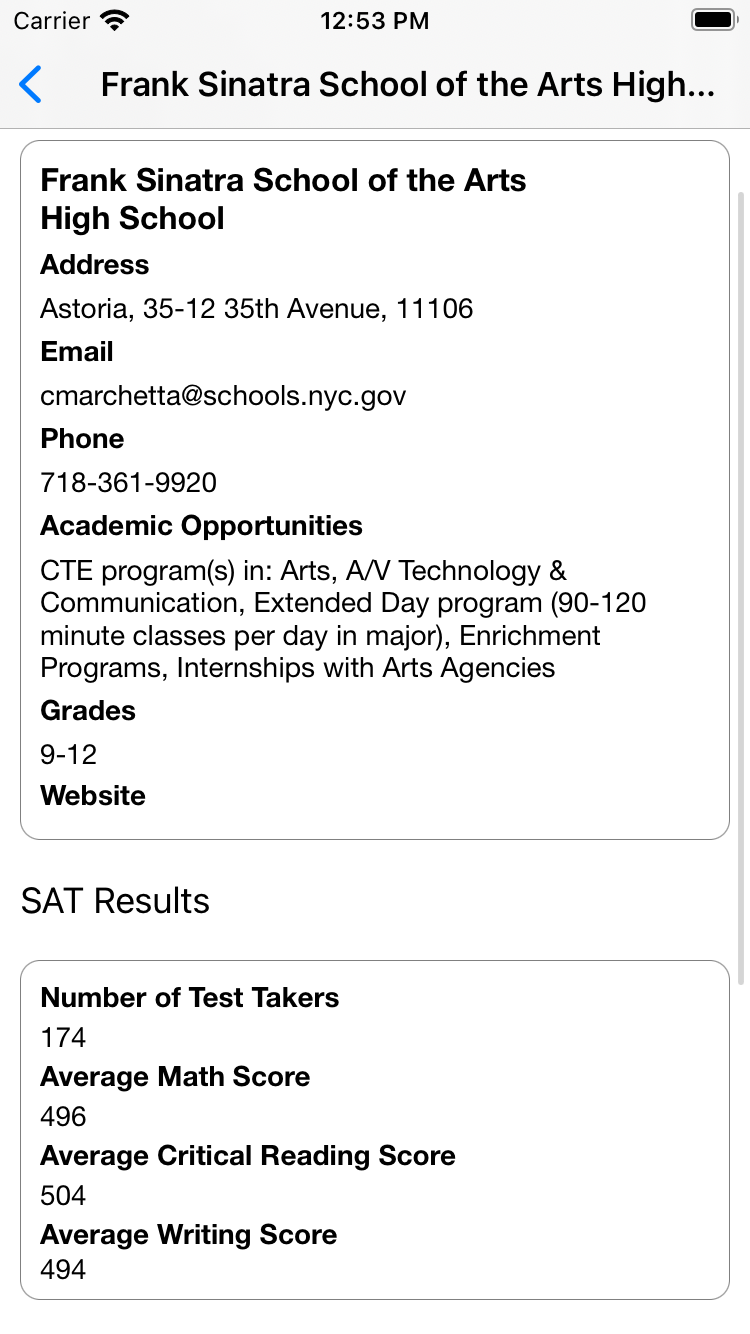 Carrier 12:53 PM
Frank Sinatra School of the Arts High...
Frank Sinatra School of the Arts
High School
Address
Astoria, 35-12 35th Avenue, 11106
Email
cmarchetta@schools.nyc.gov
Phone
718-361-9920
Academic Opportunities
CTE program(s) in: Arts, A/V Technology &
Communication, Extended Day program (90-120
minute classes per day in major), Enrichment
Programs, Internships with Arts Agencies
Grades
9-12
Website
SAT Results
Number of Test Takers
174
Average Math Score
496
Average Critical Reading Score
504
Average Writing Score
494